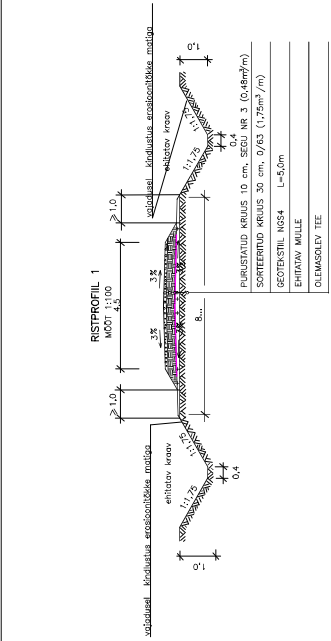 RISTPROFIIL 1
MÕÕT 1:100
4,5
⩾1,0
⩾1,0
3%
3%
vajadusel kindlustus erosioonitõkke matiga
vajadusel kindlustus erosioonitõkke matiga
ehitatav kraav
ehitatav kraav
1:1,75
1:1,75
1:1,75
1:1,75
1,0
1,0
0,4
0,4
8...
PURUSTATUD KRUUS 10 cm, SEGU NR 3 (0,48m³/m)
SORTEERITUD KRUUS 30 cm, 0/63 (1,75m³/m)
GEOTEKSTIIL NGS4 L=5,0m
EHITATAV MULLE
OLEMASOLEV TEE